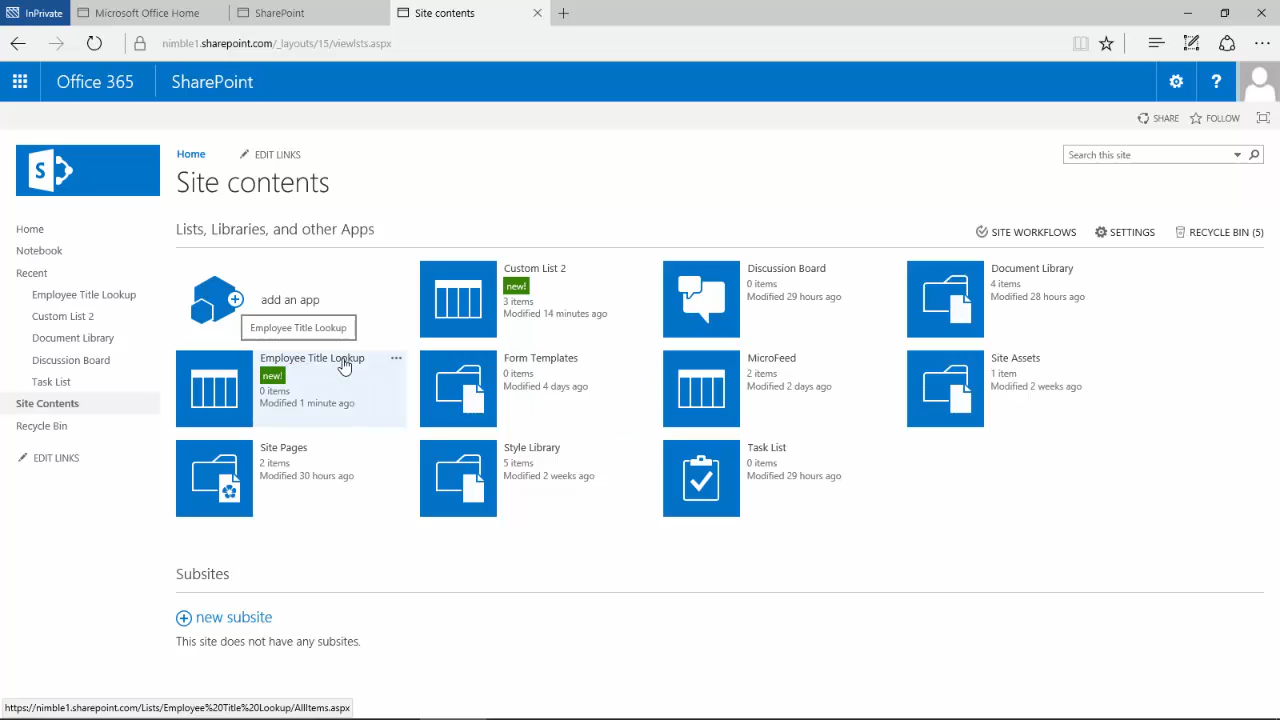 InPrivate
Microsoft Office Home
SharePoint
Site contents
nimble1.sharepoint.com/_layouts/15/viewlsts.aspx
Office 365
SharePoint
?
SHARE
FOLLOW
S
Home
EDIT LINKS
Search this site
Site contents
Home
Notebook
Recent
Employee Title Lookup
Custom List 2
Document Library
Discussion Board
Task List
Site Contents
Recycle Bin
EDIT LINKS
Lists, Libraries, and other Apps
SITE WORKFLOWS
SETTINGS
RECYCLE BIN (5)
add an app
Employee Title Lookup
Custom List 2
new!
3 items
Modified 14 minutes ago
Discussion Board
0 items
Modified 29 hours ago
Document Library
4 items
Modified 28 hours ago
Employee Title Lookup
new!
0 items
Modified 1 minute ago
Form Templates
0 items
Modified 4 days ago
MicroFeed
2 items
Modified 2 days ago
Site Assets
1 item
Modified 2 weeks ago
Site Pages
2 items
Modified 30 hours ago
Style Library
5 items
Modified 2 weeks ago
Task List
0 items
Modified 29 hours ago
Subsites
new subsite
This site does not have any subsites.
https://nimble1.sharepoint.com/Lists/Employee%20Title%20Lookup/AllItems.aspx